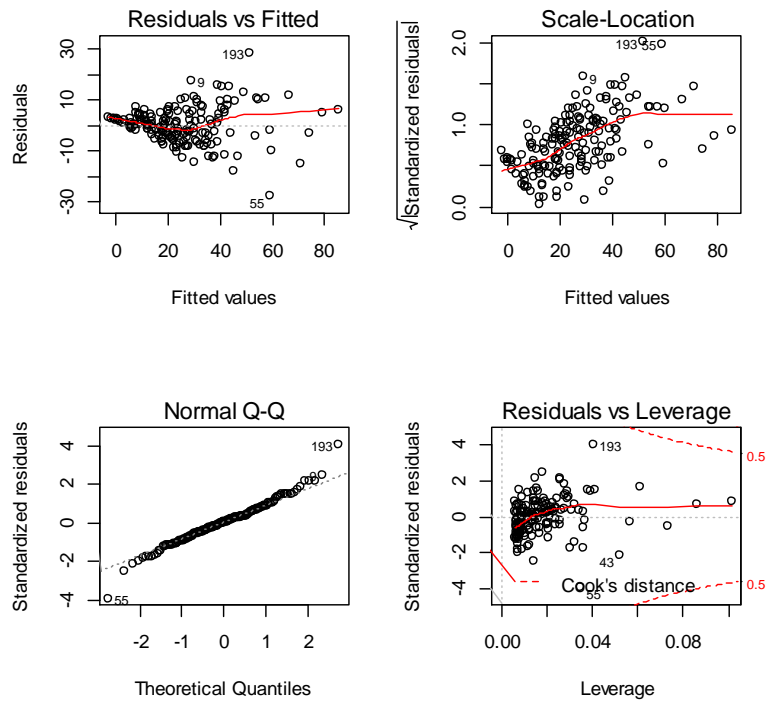 Residuals vs Fitted
Residuals
30
10
-10
-30
193
9
55
0 20 40 60 80
Fitted values
Scale-Location
√|Standardized residuals|
2.0
1.0
0.0
193 55
9
0 20 40 60 80
Fitted values
Normal Q-Q
Standardized residuals
4
2
0
-2
-4
193
9
55
-2 -1 0 1 2
Theoretical Quantiles
Residuals vs Leverage
Standardized residuals
4
2
0
-2
-4
193
0.5
43
Cook's distance
0.5
55
0.00 0.04 0.08
Leverage